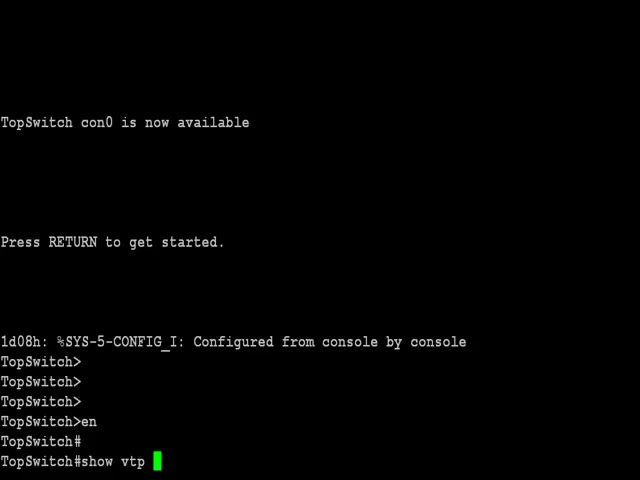 TopSwitch con0 is now available
Press RETURN to get started.
1d08h: %SYS-5-CONFIG_I: Configured from console by console
TopSwitch>
TopSwitch>
TopSwitch>
TopSwitch>en
TopSwitch#
TopSwitch#show vtp